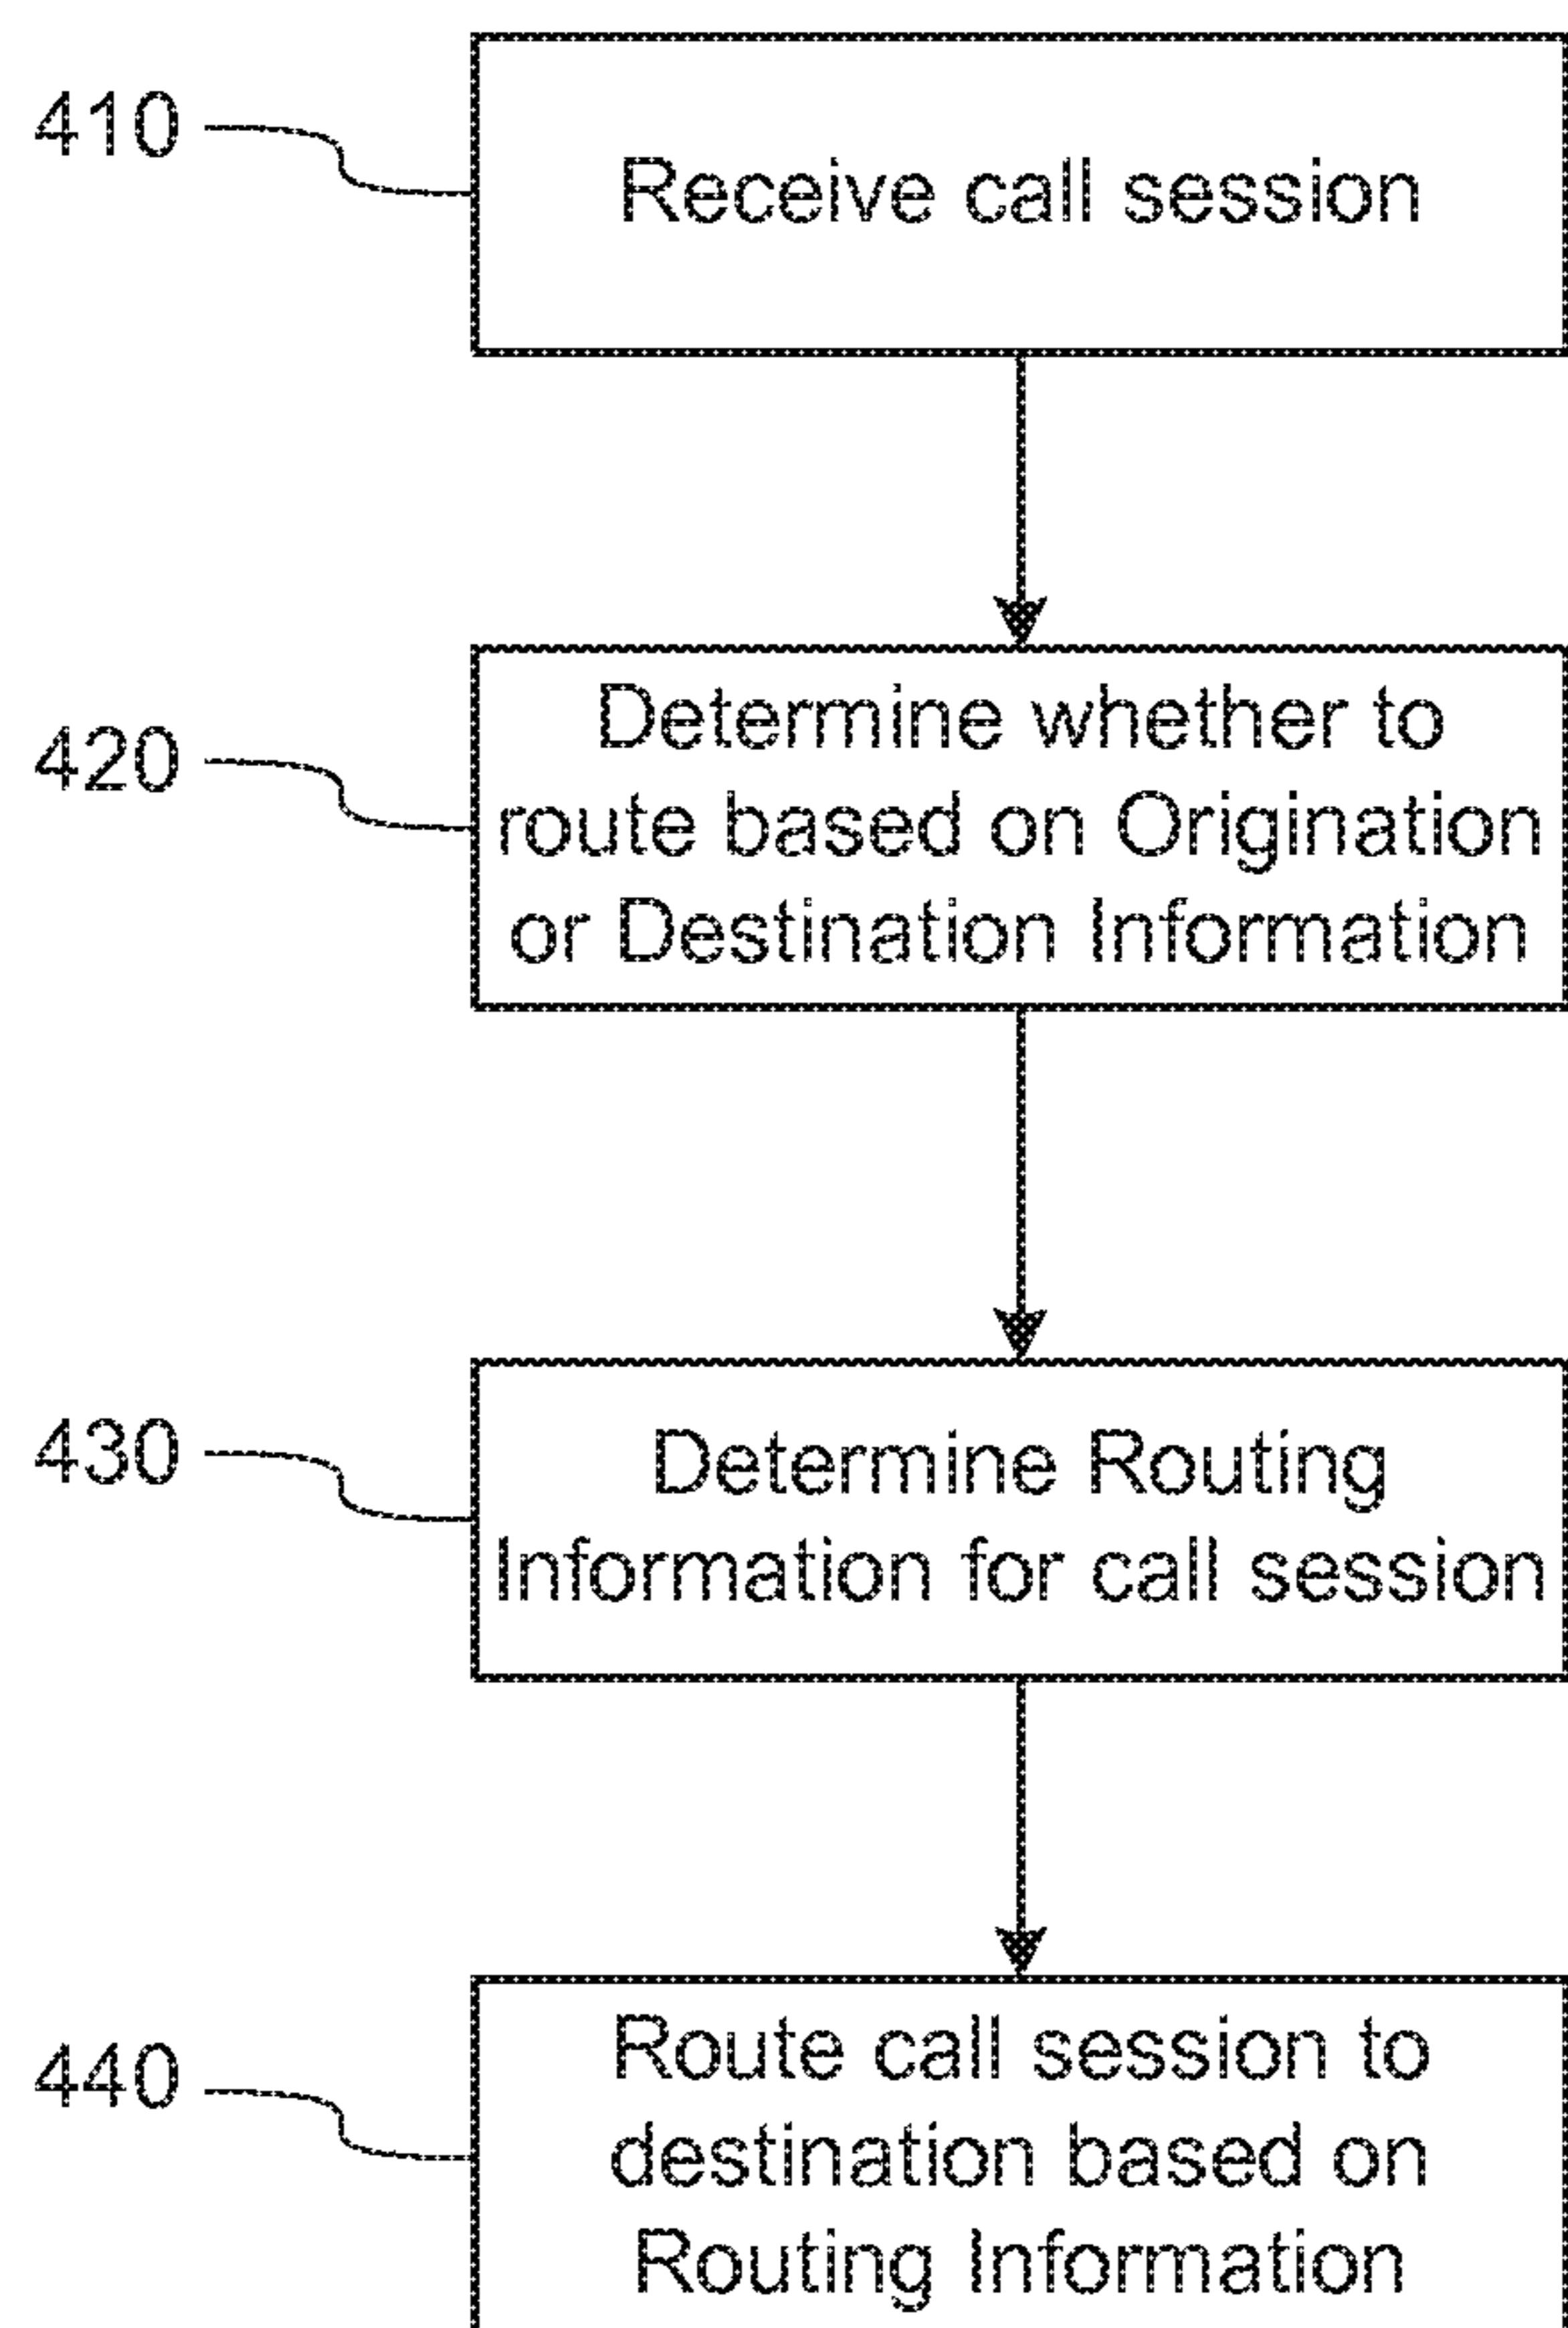 410
Receive call session
420
Determine whether to
route based on Origination
or Destination Information
430
Determine Routing
Information for call session
440
Route call session to
destination based on
Routing Information